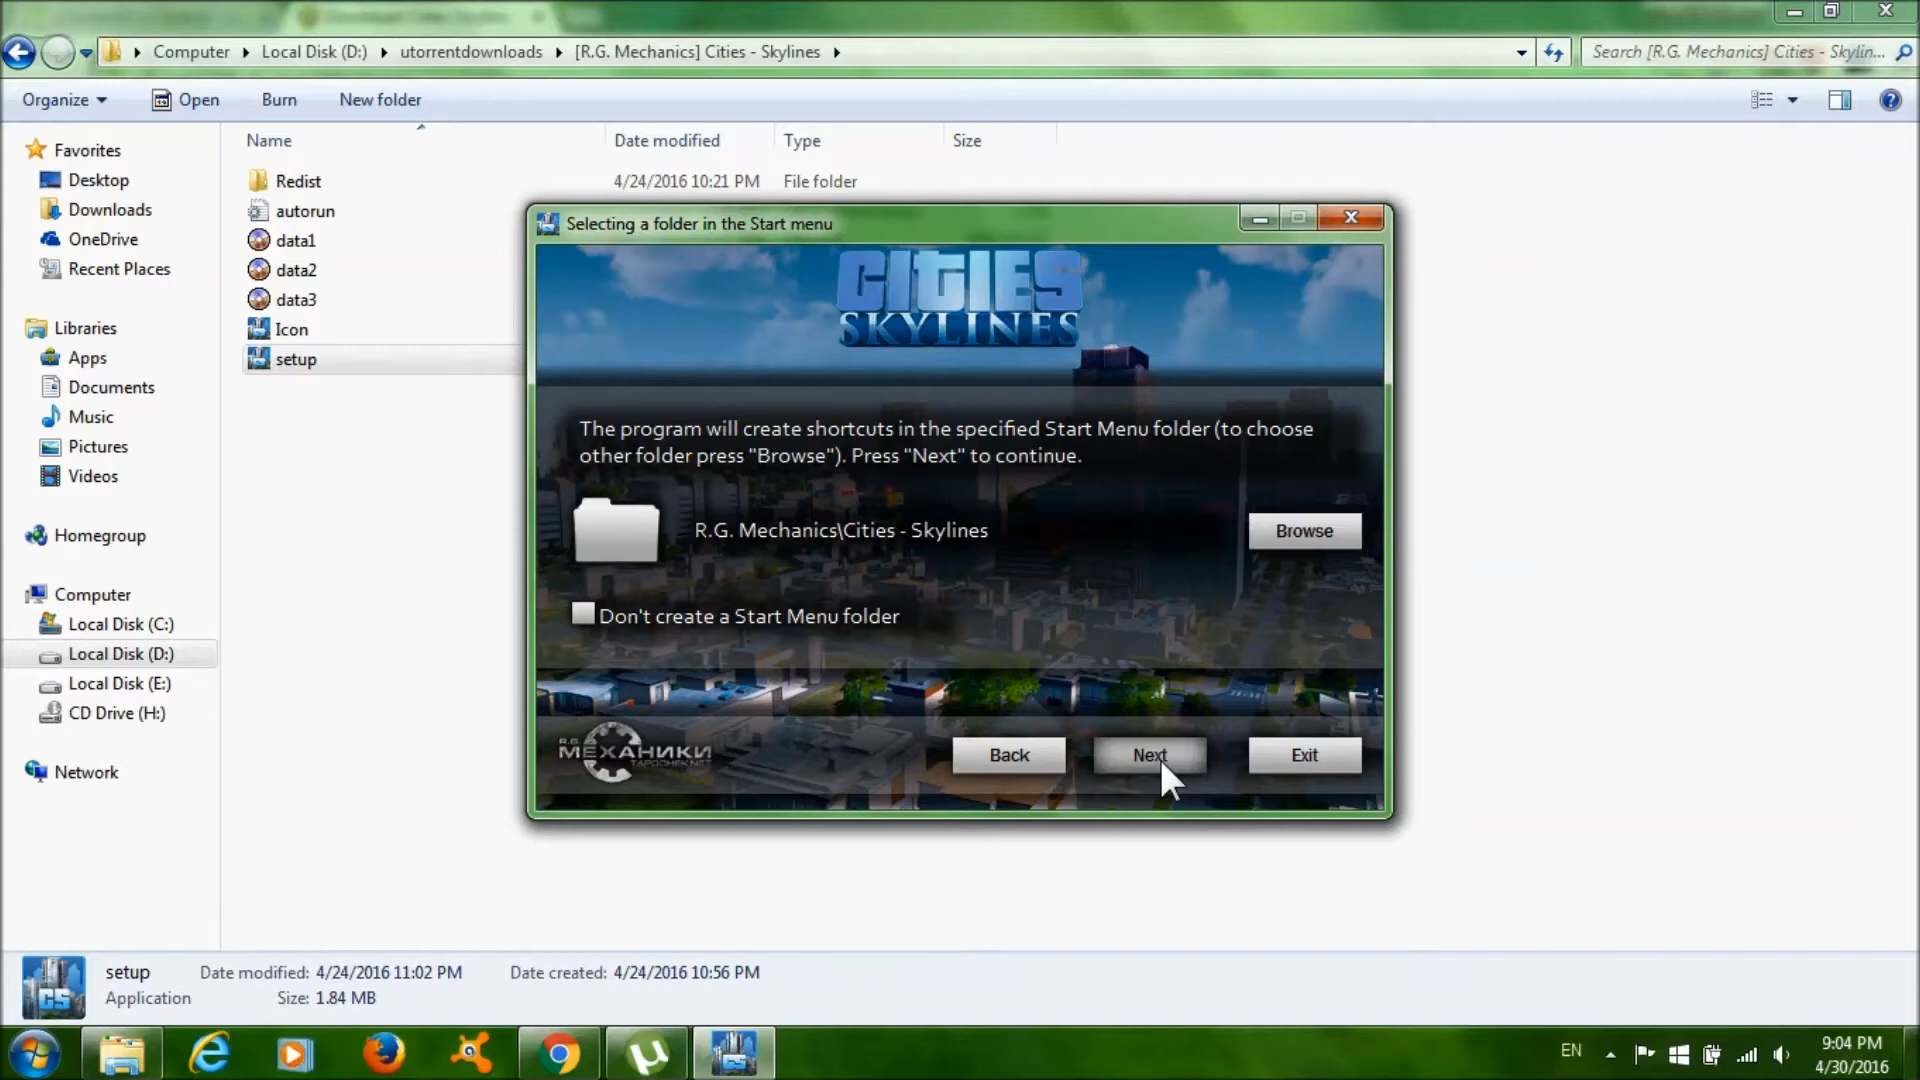 Computer Local Disk (D:) utorrentdownloads [R.G. Mechanics] Cities - Skylines
Search [R.G. Mechanics] Cities - Skylin...
Organize Open Burn New folder
Name Date modified Type Size
Favorites
Desktop
Downloads
OneDrive
Recent Places
Libraries
Apps
Documents
Music
Pictures
Videos
Homegroup
Computer
Local Disk (C:)
Local Disk (D:)
Local Disk (E:)
CD Drive (H:)
Network
Redist 4/24/2016 10:21 PM File folder
autorun
data1
data2
data3
Icon
setup
Selecting a folder in the Start menu
CITIES
SKYLINES
The program will create shortcuts in the specified Start Menu folder (to choose
other folder press "Browse"). Press "Next" to continue.
R.G. Mechanics\Cities - Skylines
Browse
Don't create a Start Menu folder
R.G.
МЕХАНИКИ
TAPOCHEK.NET
Back Next Exit
setup Date modified: 4/24/2016 11:02 PM Date created: 4/24/2016 10:56 PM
Application Size: 1.84 MB
CS
EN
9:04 PM
4/30/2016